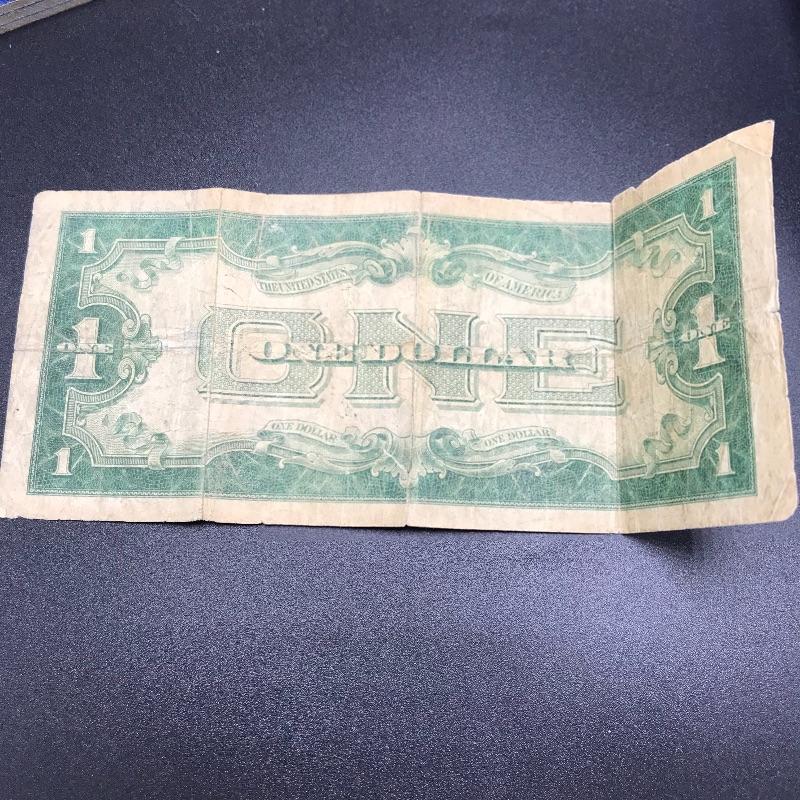 1 1
THE UNITED STATES OF AMERICA
1 ONE ONE 1 ONE
ONE DOLLAR
ONE DOLLAR ONE DOLLAR
1 1